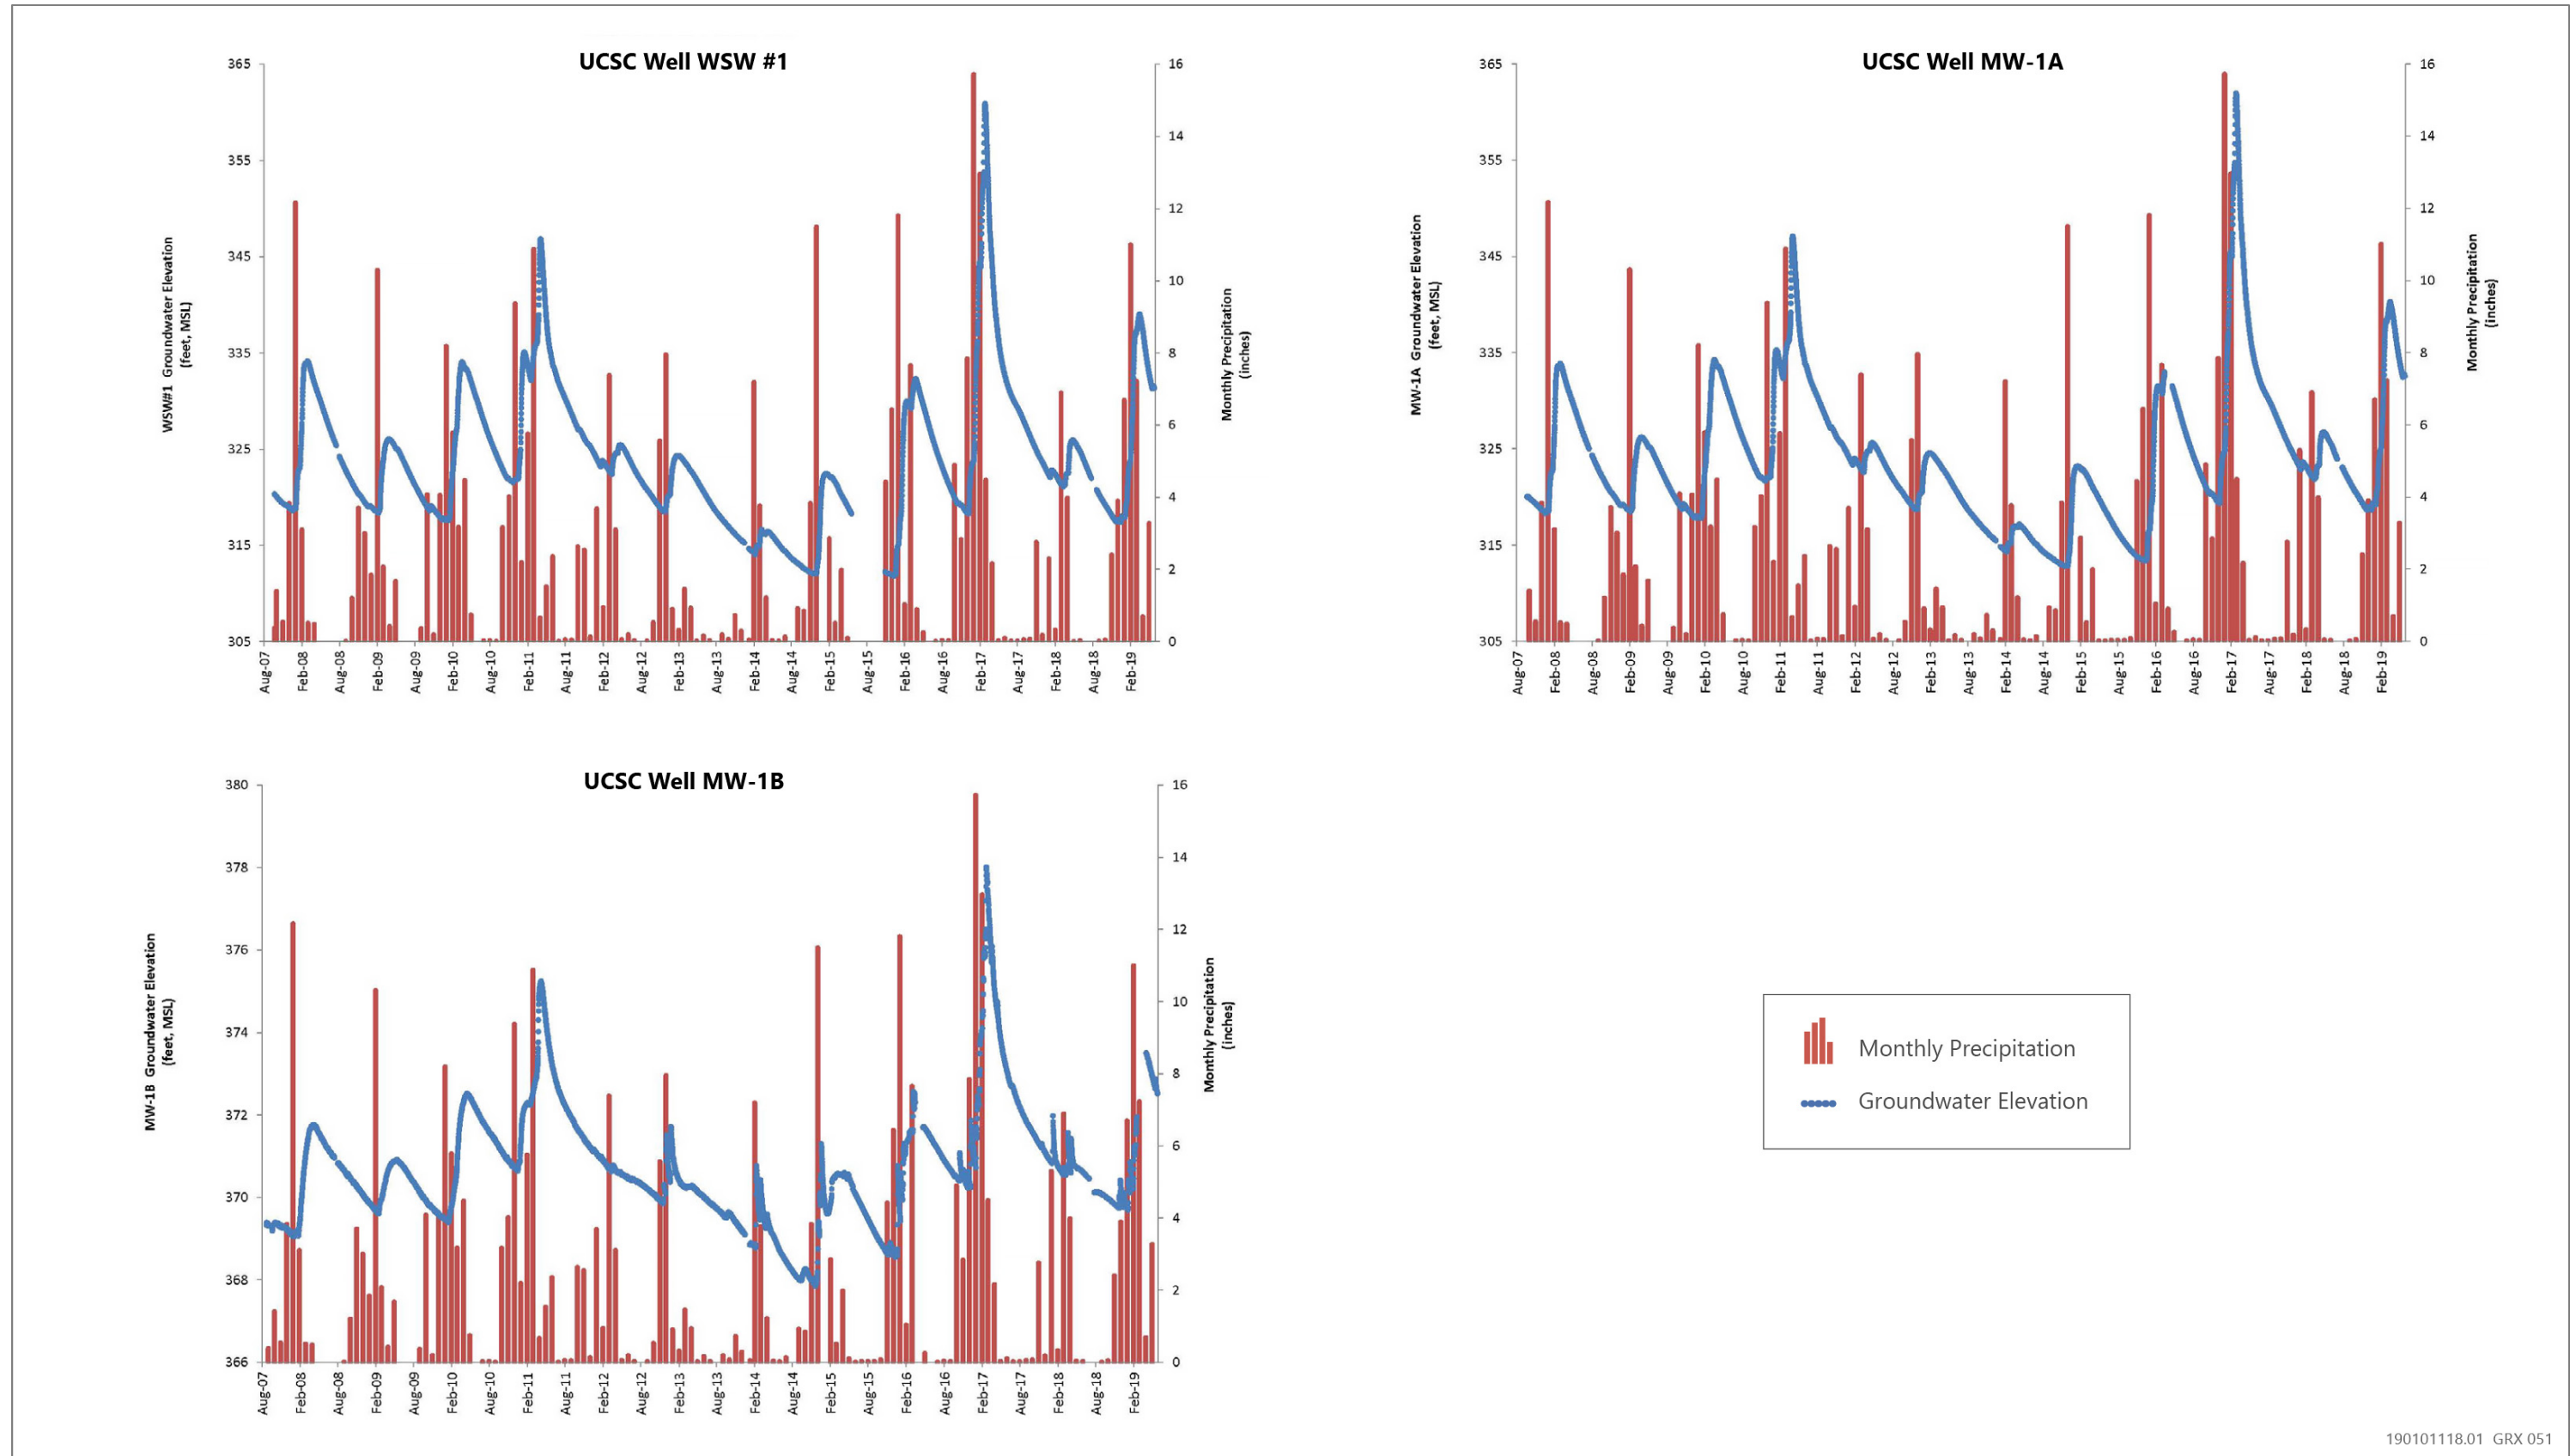 UCSC Well WSW #1
365
355
345
335
325
315
305
16
14
12
10
8
6
4
2
0
WSW#1 Groundwater Elevation
(feet, MSL)
Monthly Precipitation
(inches)
Aug-07
Feb-08
Aug-08
Feb-09
Aug-09
Feb-10
Aug-10
Feb-11
Aug-11
Feb-12
Aug-12
Feb-13
Aug-13
Feb-14
Aug-14
Feb-15
Aug-15
Feb-16
Aug-16
Feb-17
Aug-17
Feb-18
Aug-18
Feb-19
UCSC Well MW-1A
365
355
345
335
325
315
305
16
14
12
10
8
6
4
2
0
MW-1A Groundwater Elevation
(feet, MSL)
Monthly Precipitation
(inches)
Aug-07
Feb-08
Aug-08
Feb-09
Aug-09
Feb-10
Aug-10
Feb-11
Aug-11
Feb-12
Aug-12
Feb-13
Aug-13
Feb-14
Aug-14
Feb-15
Aug-15
Feb-16
Aug-16
Feb-17
Aug-17
Feb-18
Aug-18
Feb-19
UCSC Well MW-1B
380
378
376
374
372
370
368
366
16
14
12
10
8
6
4
2
0
MW-1B Groundwater Elevation
(feet, MSL)
Monthly Precipitation
(inches)
Aug-07
Feb-08
Aug-08
Feb-09
Aug-09
Feb-10
Aug-10
Feb-11
Aug-11
Feb-12
Aug-12
Feb-13
Aug-13
Feb-14
Aug-14
Feb-15
Aug-15
Feb-16
Aug-16
Feb-17
Aug-17
Feb-18
Aug-18
Feb-19
Monthly Precipitation
Groundwater Elevation
190101118.01 GRX 051